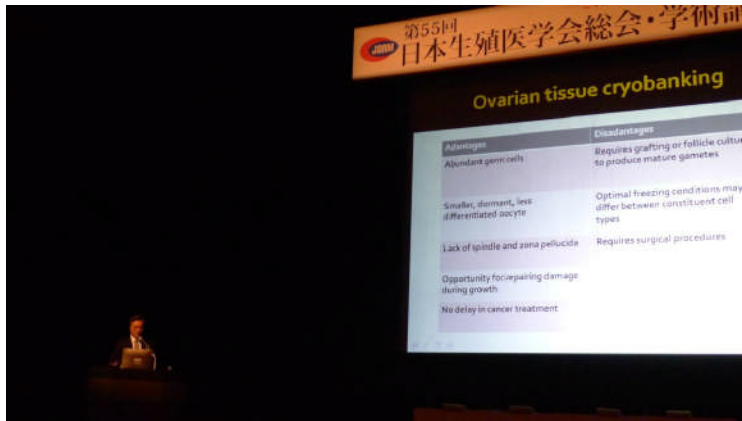 第55回
JSRM
日本生殖医学会総会・学術
Ovarian tissue cryobanking
Adantages
Disadantages
Abundant germ cells
Requires grafting or follicle cultur
to produce mature gametes
Smaller, dormant, less
differentiated oocyte
Optimal freezing conditions may
differ between constituent cell
types
Lack of spindle and zona pellucida
Requires surgical procedures
Opportunity for repairing damage
during growth
No delay in cancer treatment